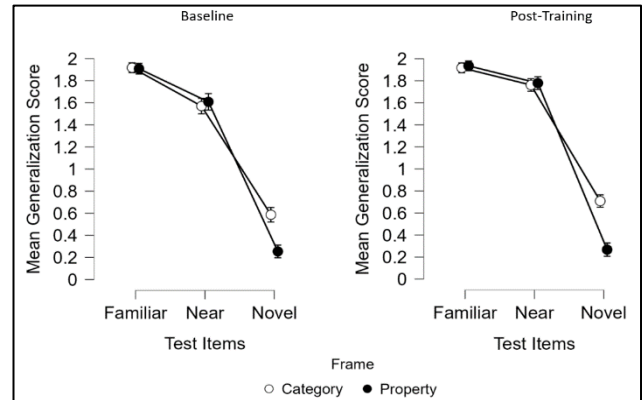 Baseline
Post-Training
Mean Generalization Score
2
1.8
1.6
1.4
1.2
1
0.8
0.6
0.4
0.2
0
Familiar Near Novel
Test Items
Mean Generalization Score
2
1.8
1.6
1.4
1.2
1
0.8
0.6
0.4
0.2
0
Familiar Near Novel
Test Items
Frame
Category Property